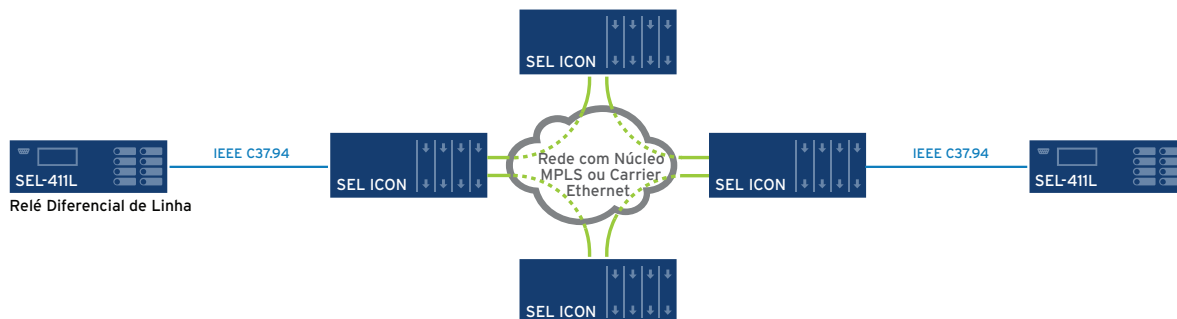 SEL ICON
SEL-411L
Relé Diferencial de Linha
IEEE C37.94
SEL ICON
Rede com Núcleo
MPLS ou Carrier
Ethernet
SEL ICON
IEEE C37.94
SEL-411L
SEL ICON